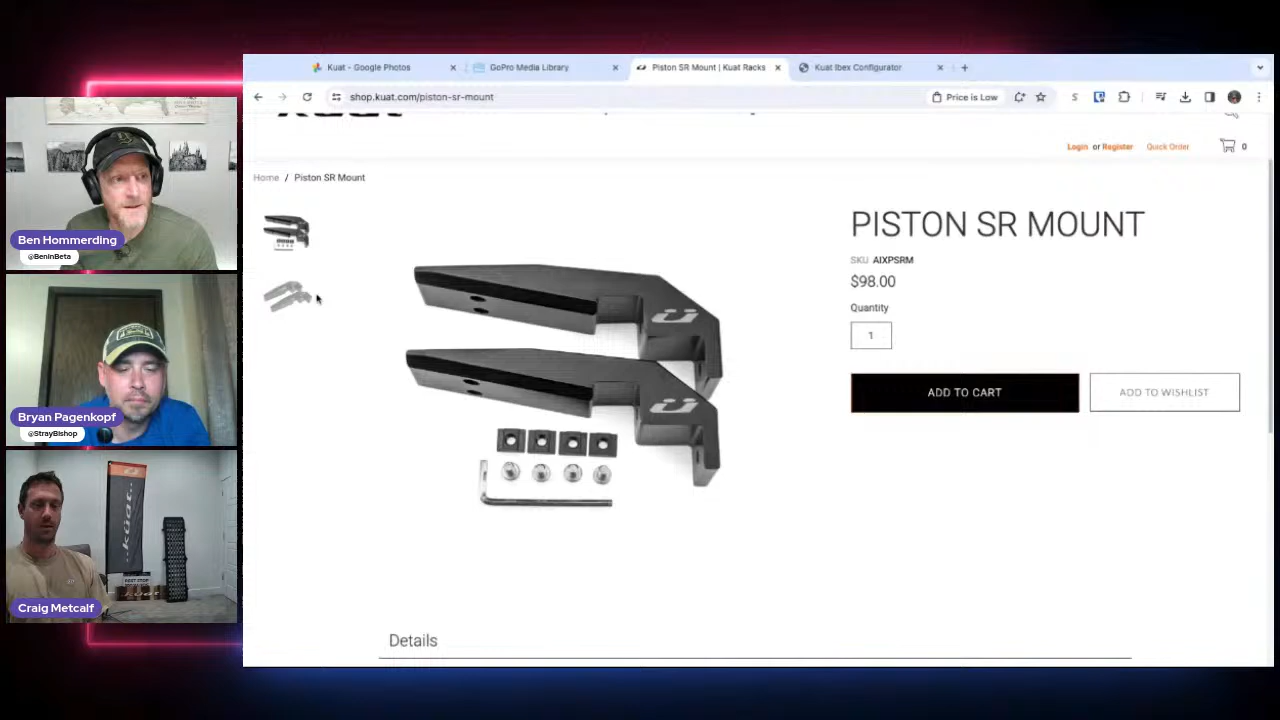 Kuat - Google Photos
GoPro Media Library
Piston SR Mount | Kuat Racks
Kuat Ibex Configurator
shop.kuat.com/piston-sr-mount
Price is Low
Login or Register
Quick Order
0
Home / Piston SR Mount
PISTON SR MOUNT
SKU AIXPSRM
$98.00
Quantity
1
ADD TO CART
ADD TO WISHLIST
Details
Ben Hommerding
@BeninBeta
Bryan Pagenkopf
@StrayBishop
küat
Craig Metcalf